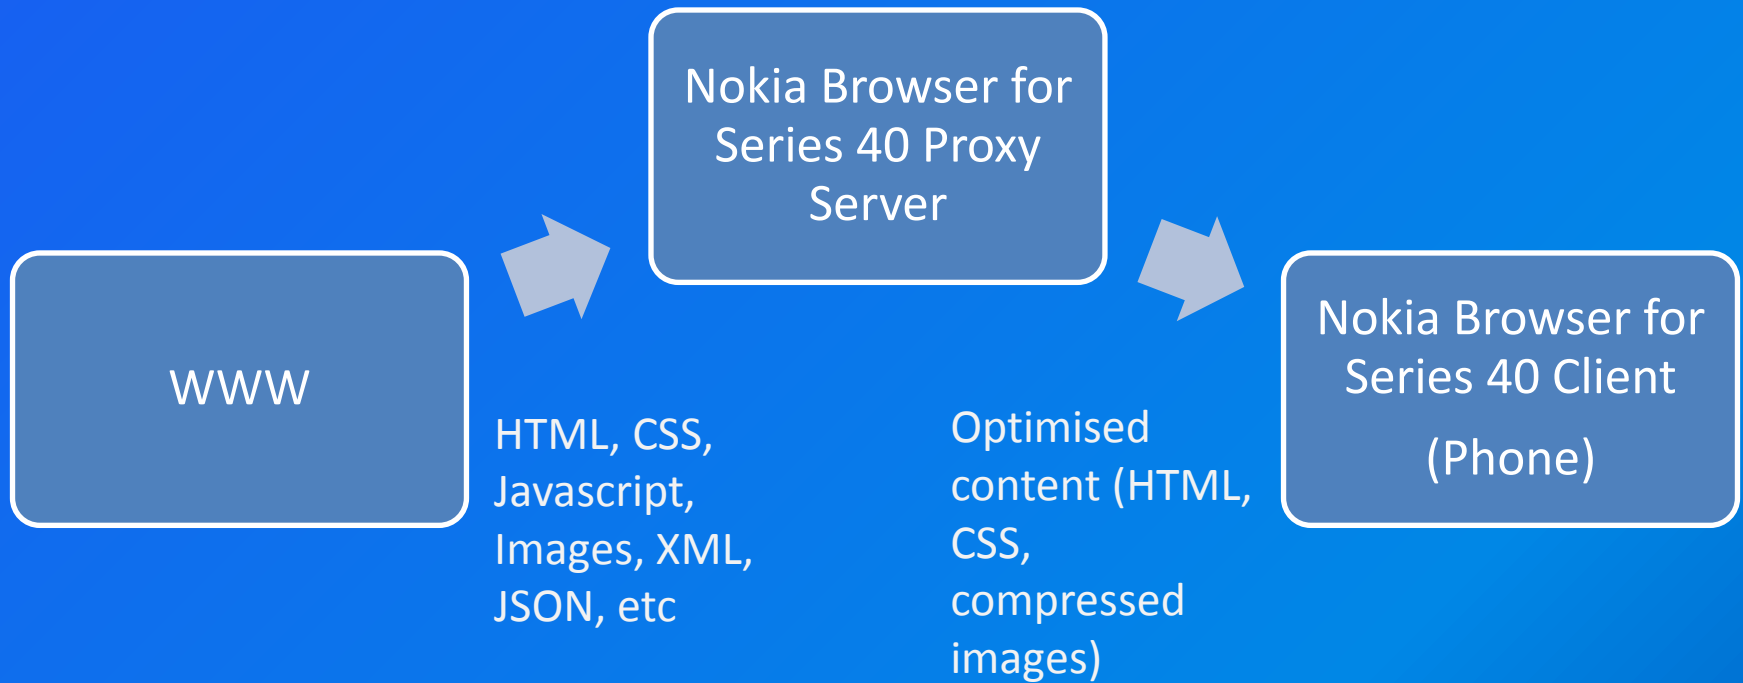 Nokia Browser for
Series 40 Proxy
Server
WWW
Nokia Browser for
Series 40 Client
(Phone)
HTML, CSS,
Javascript,
Images, XML,
JSON, etc
Optimised
content (HTML,
CSS,
compressed
images)